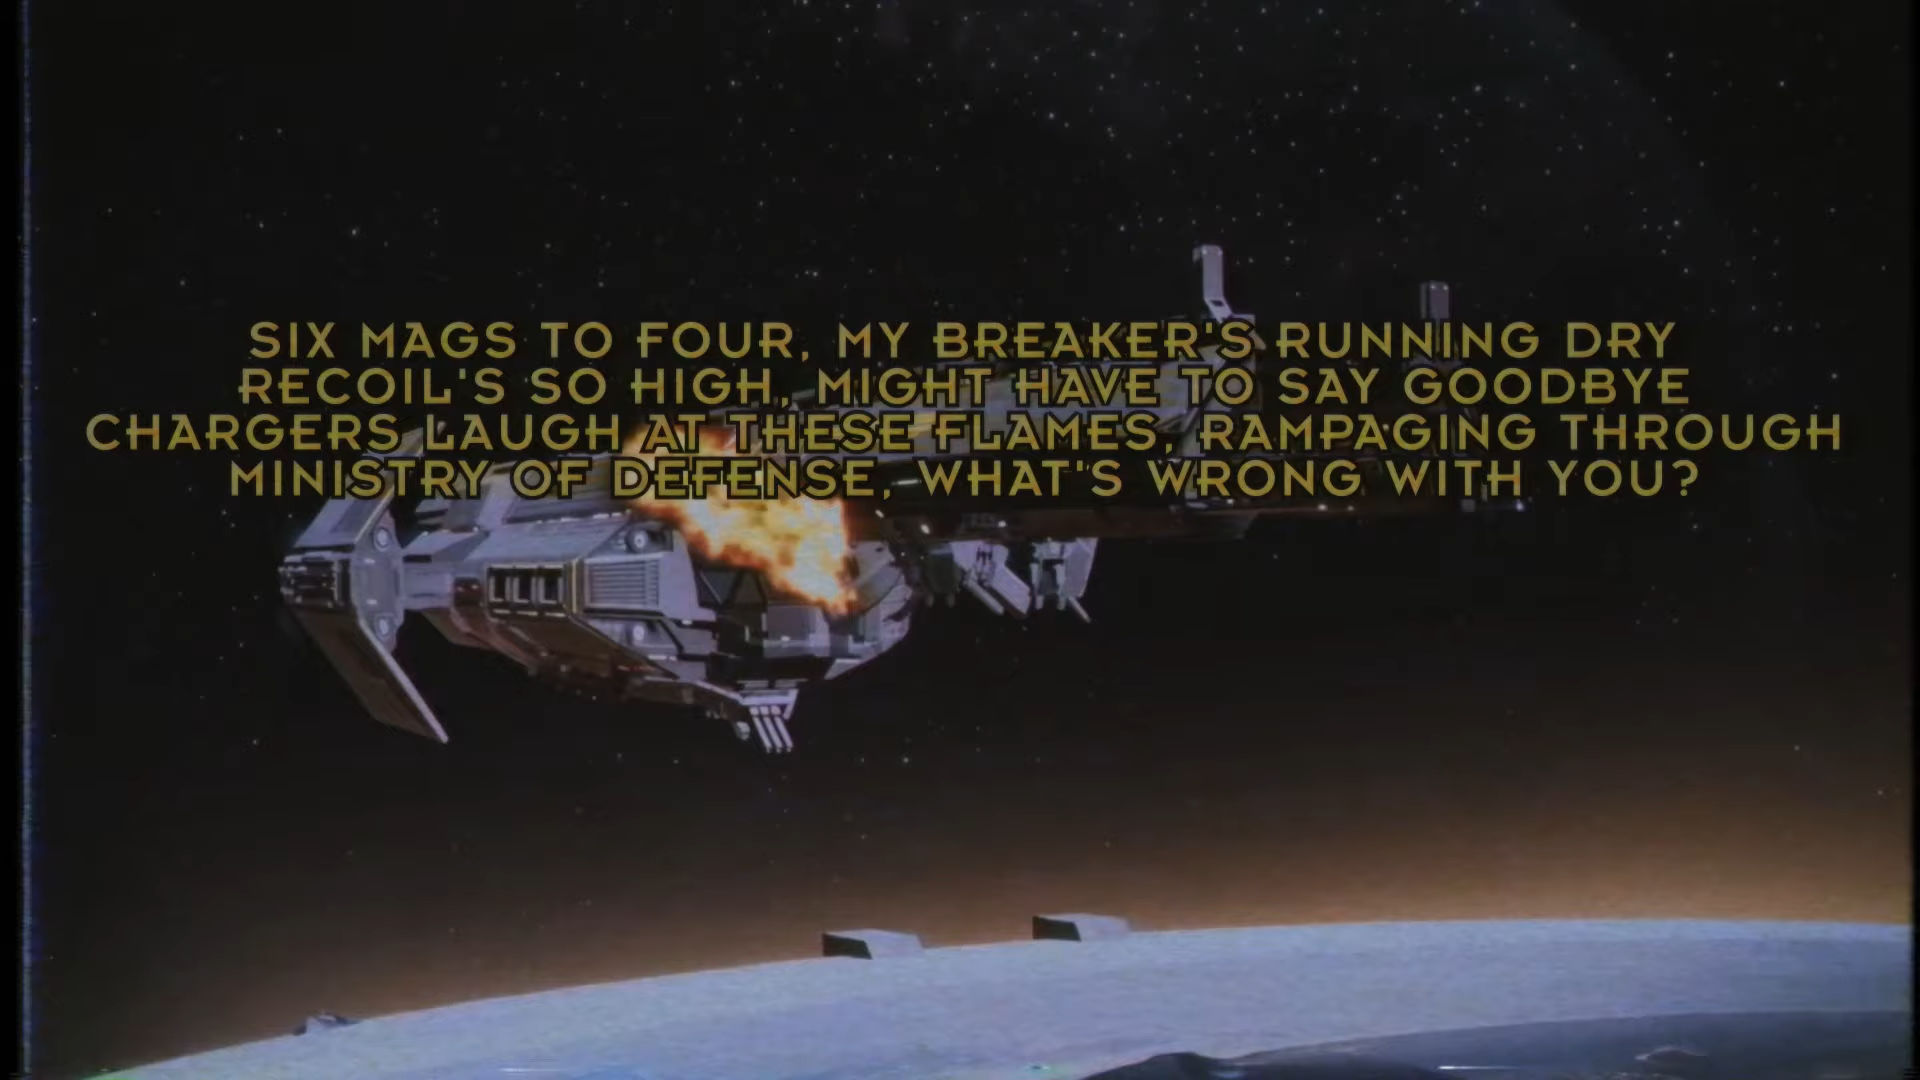 SIX MAGS TO FOUR, MY BREAKER'S RUNNING DRY
RECOIL'S SO HIGH, MIGHT HAVE TO SAY GOODBYE
CHARGERS LAUGH AT THESE FLAMES, RAMPAGING THROUGH
MINISTRY OF DEFENSE, WHAT'S WRONG WITH YOU?